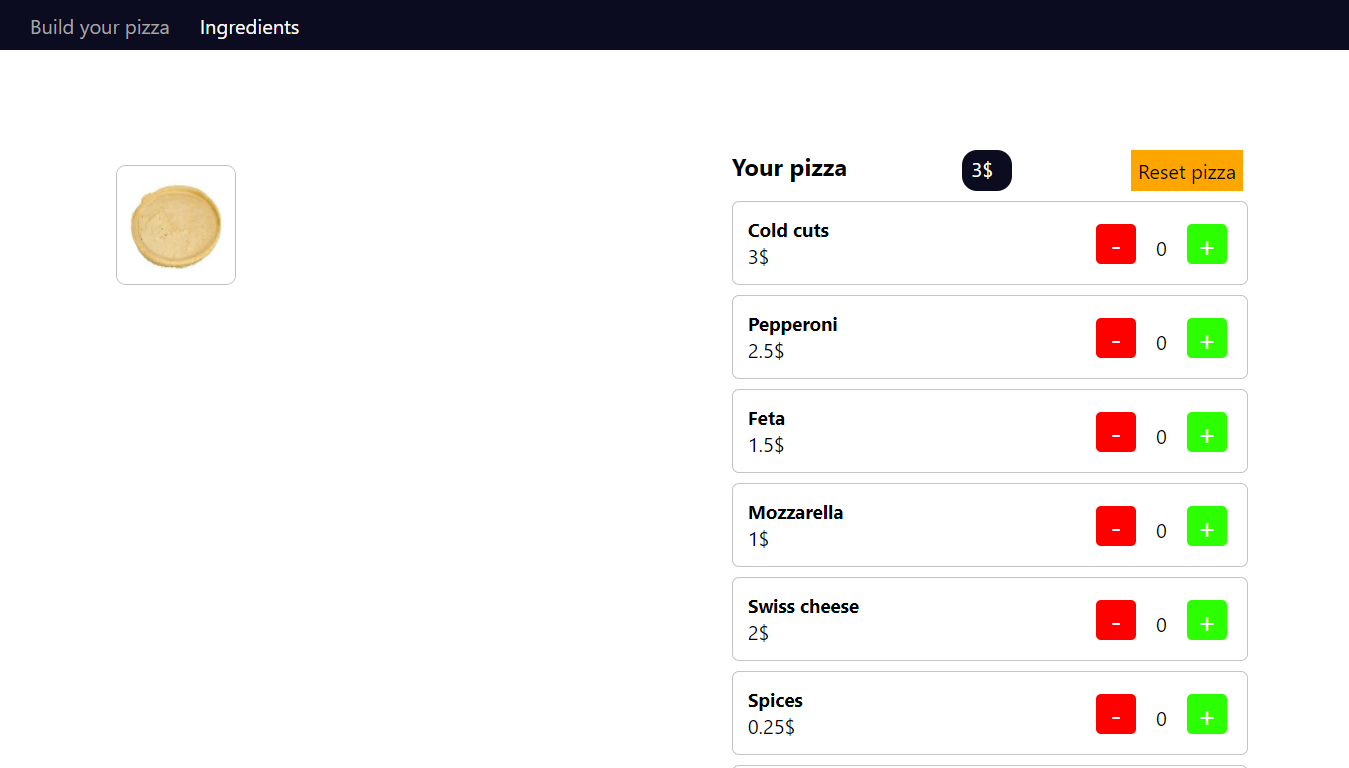 Build your pizza Ingredients
Your pizza 3$ Reset pizza
Cold cuts
3$
- 0 +
Pepperoni
2.5$
- 0 +
Feta
1.5$
- 0 +
Mozzarella
1$
- 0 +
Swiss cheese
2$
- 0 +
Spices
0.25$
- 0 +